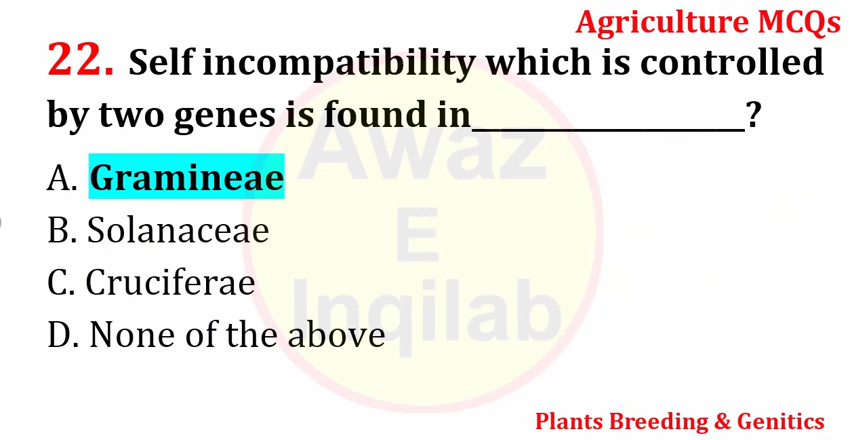 Agriculture MCQs
22. Self incompatibility which is controlled
by two genes is found in____________________?
A. Gramineae
B. Solanaceae
C. Cruciferae
D. None of the above
Awaz
E
Inqilab
Plants Breeding & Genitics